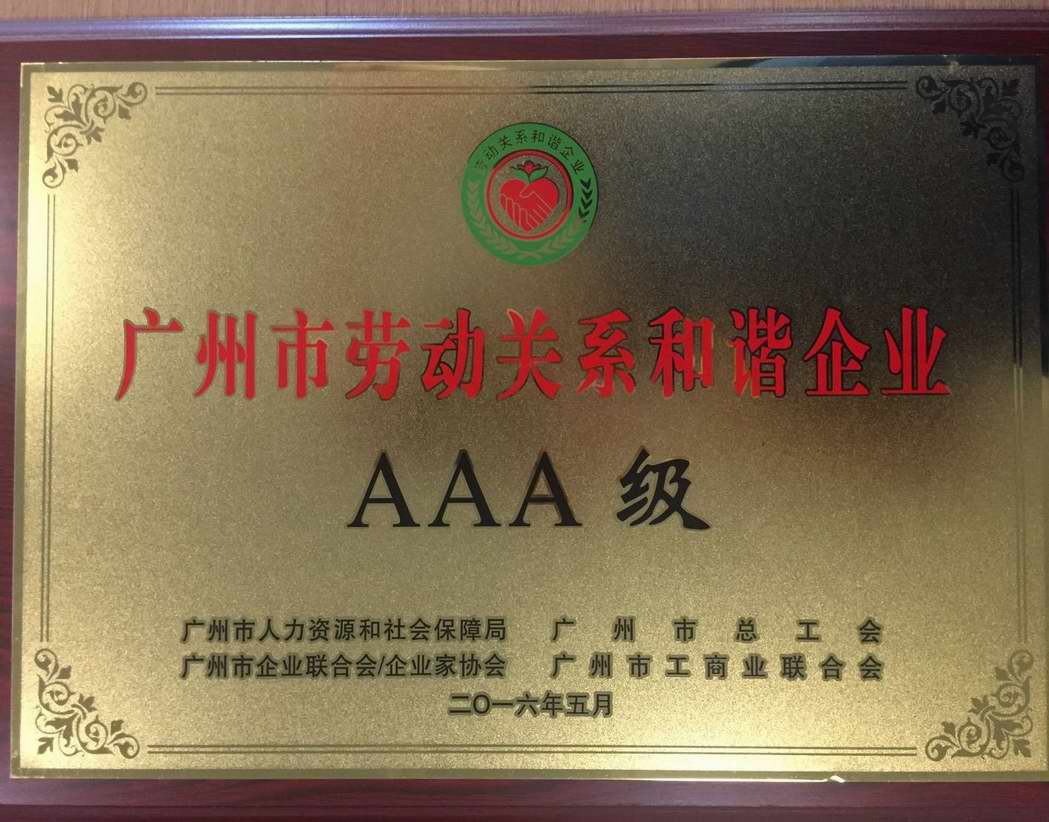 劳动关系和谐企业
广州市劳动关系和谐企业
AAA 级
广州市人力资源和社会保障局 广州市总工会
广州市企业联合会/企业家协会 广州市工商业联合会
二〇一六年五月